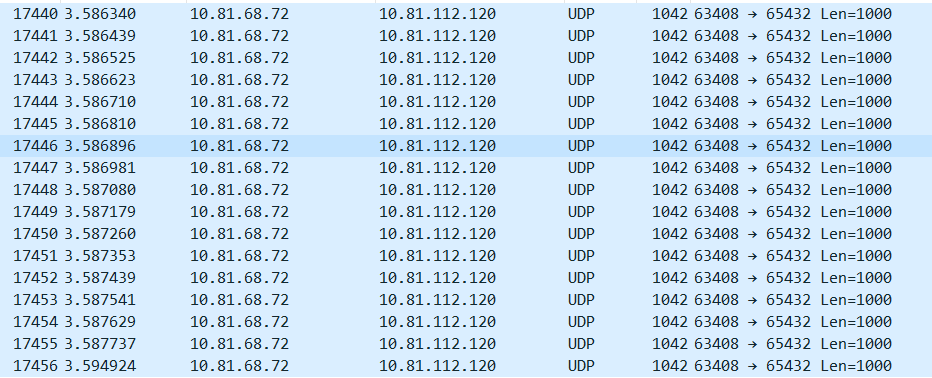 17440 3.586340 10.81.68.72 10.81.112.120 UDP 1042 63408 → 65432 Len=1000
17441 3.586439 10.81.68.72 10.81.112.120 UDP 1042 63408 → 65432 Len=1000
17442 3.586525 10.81.68.72 10.81.112.120 UDP 1042 63408 → 65432 Len=1000
17443 3.586623 10.81.68.72 10.81.112.120 UDP 1042 63408 → 65432 Len=1000
17444 3.586710 10.81.68.72 10.81.112.120 UDP 1042 63408 → 65432 Len=1000
17445 3.586810 10.81.68.72 10.81.112.120 UDP 1042 63408 → 65432 Len=1000
17446 3.586896 10.81.68.72 10.81.112.120 UDP 1042 63408 → 65432 Len=1000
17447 3.586981 10.81.68.72 10.81.112.120 UDP 1042 63408 → 65432 Len=1000
17448 3.587080 10.81.68.72 10.81.112.120 UDP 1042 63408 → 65432 Len=1000
17449 3.587179 10.81.68.72 10.81.112.120 UDP 1042 63408 → 65432 Len=1000
17450 3.587260 10.81.68.72 10.81.112.120 UDP 1042 63408 → 65432 Len=1000
17451 3.587353 10.81.68.72 10.81.112.120 UDP 1042 63408 → 65432 Len=1000
17452 3.587439 10.81.68.72 10.81.112.120 UDP 1042 63408 → 65432 Len=1000
17453 3.587541 10.81.68.72 10.81.112.120 UDP 1042 63408 → 65432 Len=1000
17454 3.587629 10.81.68.72 10.81.112.120 UDP 1042 63408 → 65432 Len=1000
17455 3.587737 10.81.68.72 10.81.112.120 UDP 1042 63408 → 65432 Len=1000
17456 3.594924 10.81.68.72 10.81.112.120 UDP 1042 63408 → 65432 Len=1000